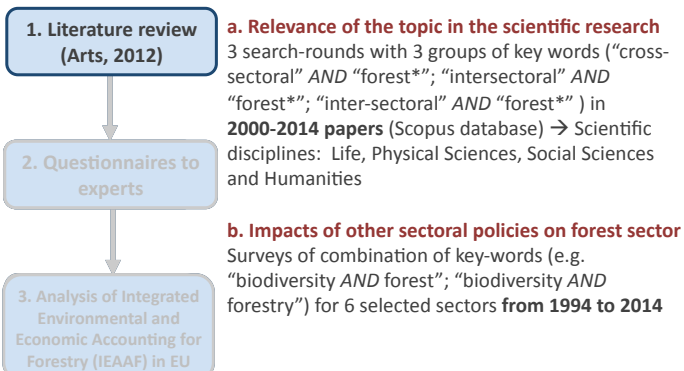 1. Literature review
(Arts, 2012)
2. Questionnaires to
experts
3. Analysis of Integrated
Environmental and
Economic Accounting for
Forestry (IEAAF) in EU
a. Relevance of the topic in the scientific research
3 search-rounds with 3 groups of key words (“cross-
sectoral” AND “forest*”; “intersectoral” AND
“forest*”; “inter-sectoral” AND “forest*” ) in
2000-2014 papers (Scopus database) → Scientific
disciplines:  Life, Physical Sciences, Social Sciences
and Humanities
b. Impacts of other sectoral policies on forest sector
Surveys of combination of key-words (e.g.
“biodiversity AND forest”; “biodiversity AND
forestry”) for 6 selected sectors from 1994 to 2014